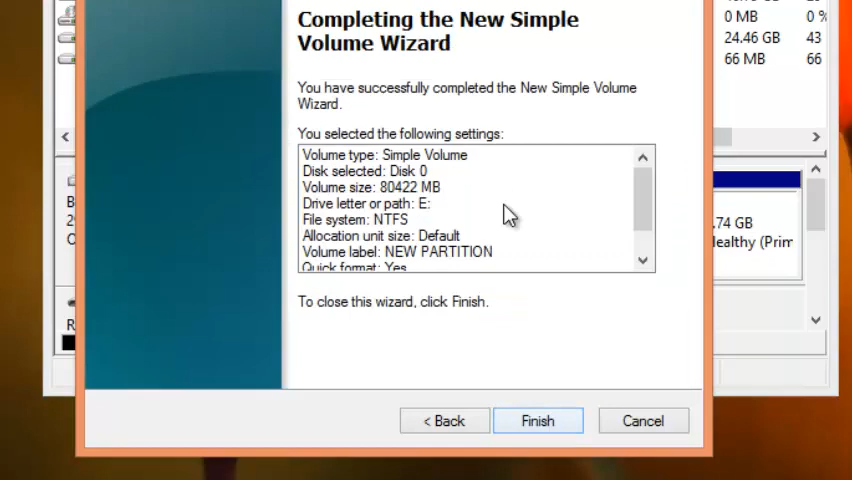 Completing the New Simple
Volume Wizard
You have successfully completed the New Simple Volume
Wizard.
You selected the following settings:
Volume type: Simple Volume
Disk selected: Disk 0
Volume size: 80422 MB
Drive letter or path: E:
File system: NTFS
Allocation unit size: Default
Volume label: NEW PARTITION
Quick format: Yes
To close this wizard, click Finish.
< Back
Finish
Cancel
0 MB
0 %
24.46 GB
43
66 MB
66
.74 GB
ealthy (Prim